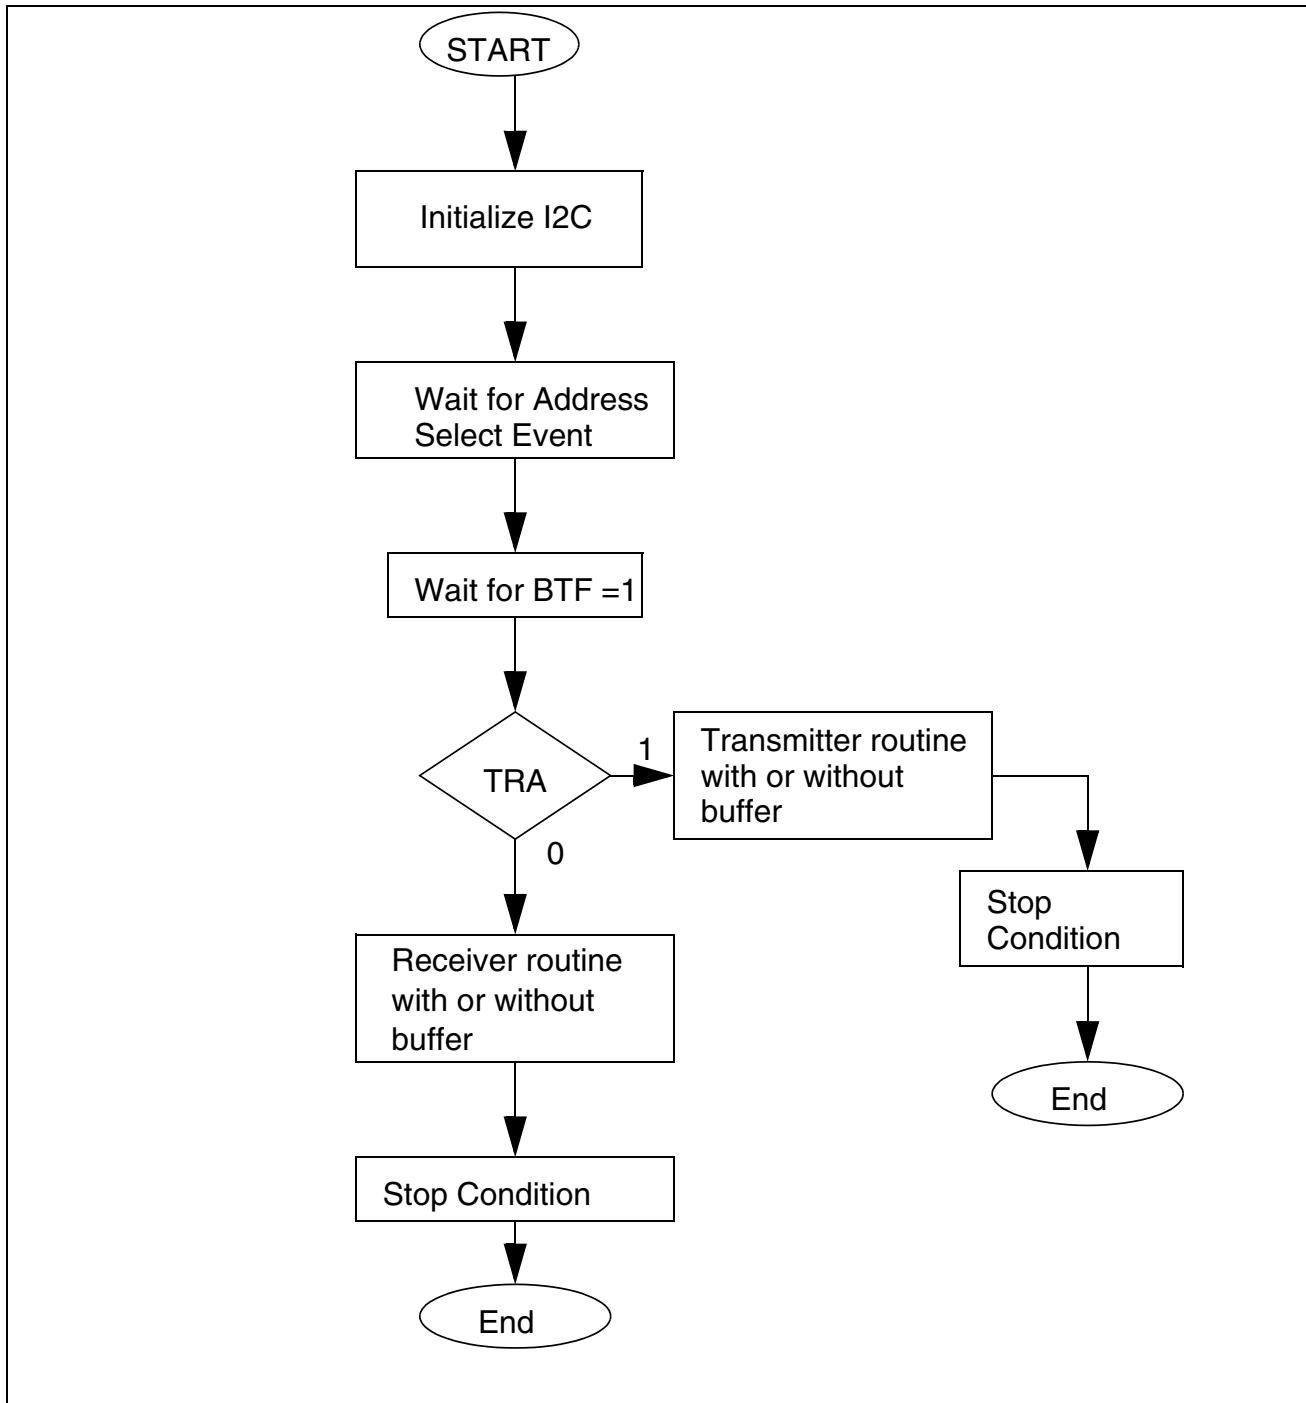 START
Initialize I2C
Wait for Address
Select Event
Wait for BTF =1
TRA
1
Transmitter routine
with or without
buffer
0
Stop
Condition
Receiver routine
with or without
buffer
End
Stop Condition
End